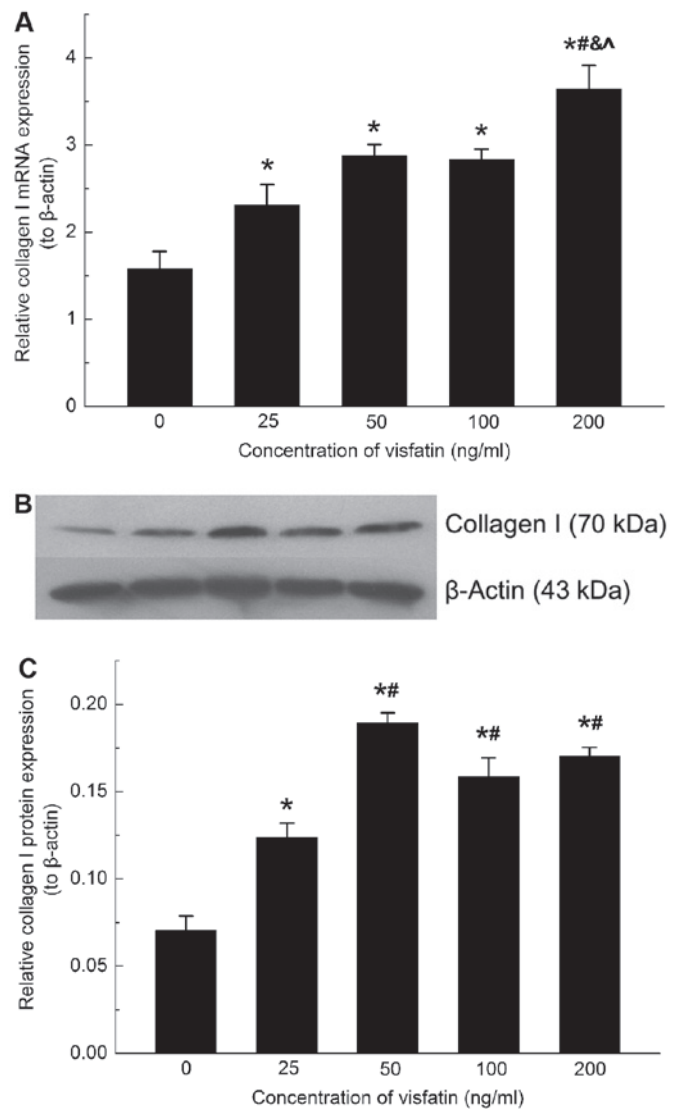 A
Relative collagen I mRNA expression
(to β-actin)
4
3
2
1
0
*
*
*
*#&^
0 25 50 100 200
Concentration of visfatin (ng/ml)
B
Collagen I (70 kDa)
β-Actin (43 kDa)
C
Relative collagen I protein expression
(to β-actin)
0.20
0.15
0.10
0.05
0.00
*
*#
*#
*#
0 25 50 100 200
Concentration of visfatin (ng/ml)